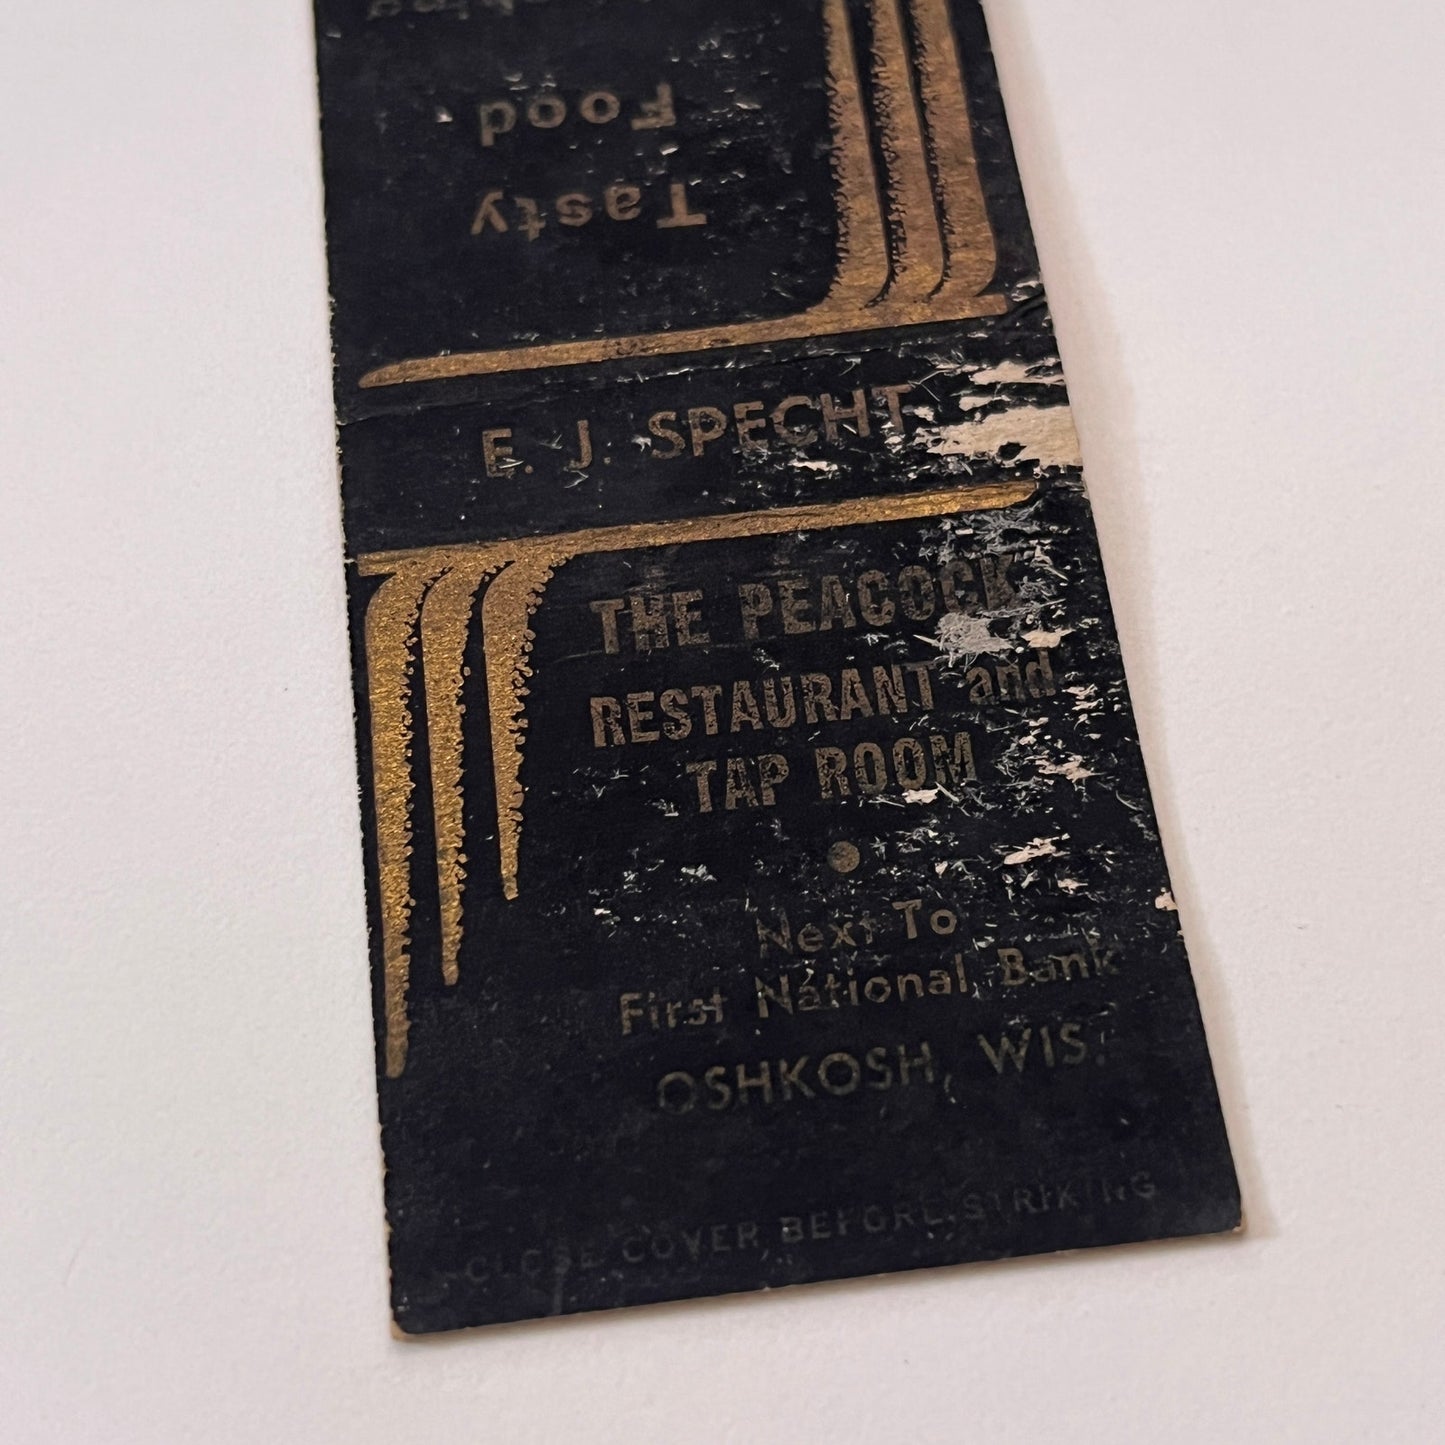 Tasty
Food
E. J. SPECHT
THE PEACOCK
RESTAURANT and
TAP ROOM
Next To
First National Bank
OSHKOSH, WIS.
CLOSE COVER BEFORE STRIKING